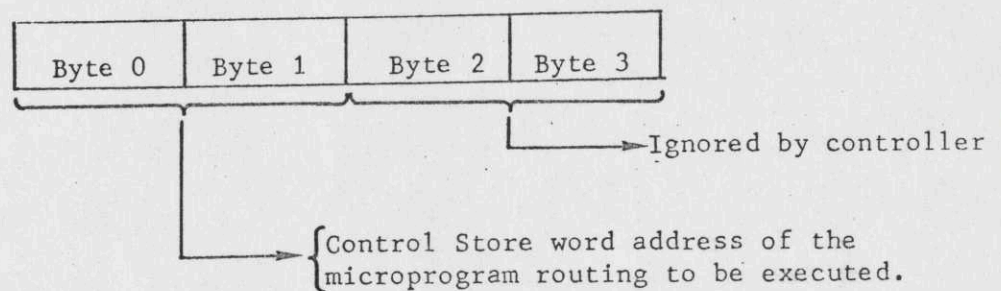 Byte 0 Byte 1 Byte 2 Byte 3
Ignored by controller
Control Store word address of the
microprogram routing to be executed.